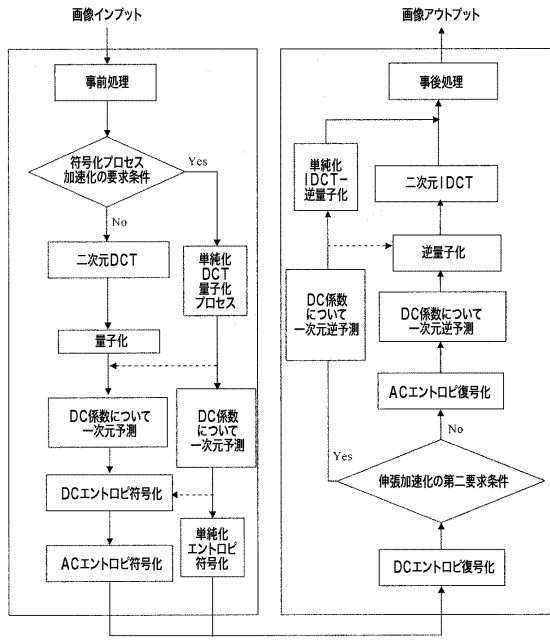 画像インプット
事前処理
符号化プロセス
加速化の要求条件
Yes
No
二次元DCT
単純化
DCT
量子化
プロセス
量子化
DC係数について
一次元予測
DC係数
について
一次元予測
DCエントロピ符号化
単純化
エントロピ
符号化
ACエントロピ符号化
画像アウトプット
事後処理
単純化
IDCT−
逆量子化
二次元IDCT
逆量子化
DC係数
について
一次元逆予測
DC係数について
一次元逆予測
ACエントロピ復号化
No
Yes
伸張加速化の第二要求条件
DCエントロピ復号化